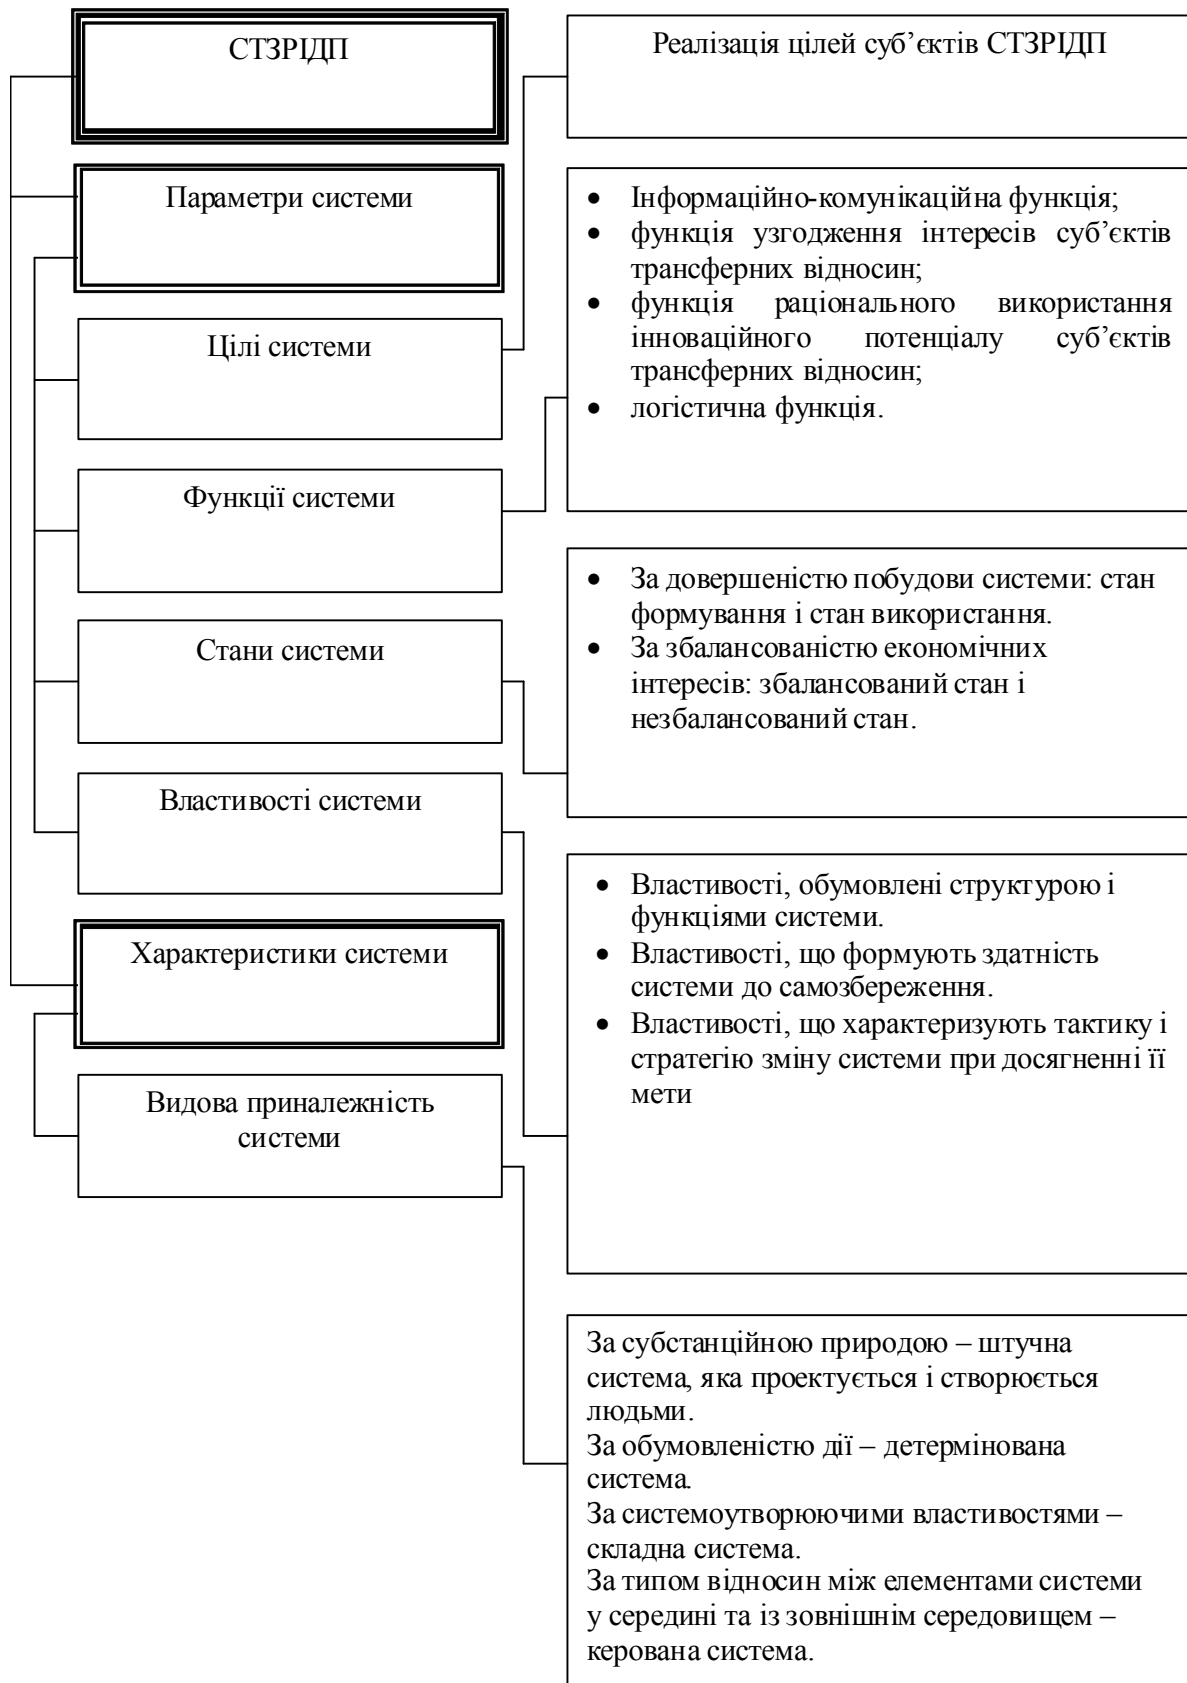 СТЗРІДП
Реалізація цілей суб’єктів СТЗРІДП
Параметри системи
• Інформаційно-комунікаційна функція;
• функція узгодження інтересів суб’єктів
трансферних відносин;
• функція раціонального використання
інноваційного потенціалу суб’єктів
трансферних відносин;
• логістична функція.
Цілі системи
Функції системи
• За довершеністю побудови системи: стан
формування і стан використання.
• За збалансованістю економічних
інтересів: збалансований стан і
незбалансований стан.
Стани системи
Властивості системи
• Властивості, обумовлені структурою і
функціями системи.
• Властивості, що формують здатність
системи до самозбереження.
• Властивості, що характеризують тактику і
стратегію зміну системи при досягненні її
мети
Характеристики системи
Видова приналежність
системи
За субстанційною природою – штучна
система, яка проектується і створюється
людьми.
За обумовленістю дії – детермінована
система.
За системоутворюючими властивостями –
складна система.
За типом відносин між елементами системи
у середині та із зовнішнім середовищем –
керована система.